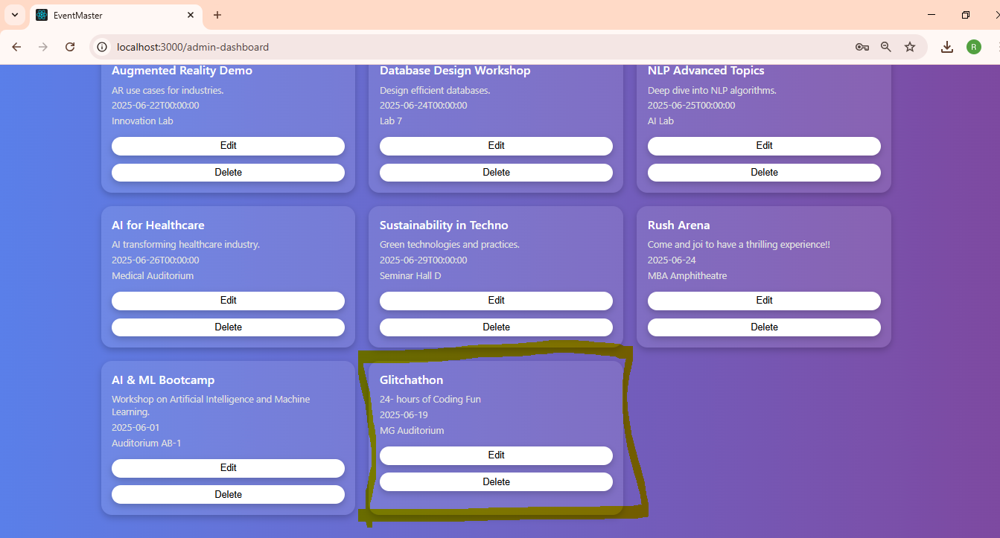 EventMaster
localhost:3000/admin-dashboard
R
Augmented Reality Demo
AR use cases for industries.
2025-06-22T00:00:00
Innovation Lab
Edit
Delete
Database Design Workshop
Design efficient databases.
2025-06-24T00:00:00
Lab 7
Edit
Delete
NLP Advanced Topics
Deep dive into NLP algorithms.
2025-06-25T00:00:00
AI Lab
Edit
Delete
AI for Healthcare
AI transforming healthcare industry.
2025-06-26T00:00:00
Medical Auditorium
Edit
Delete
Sustainability in Techno
Green technologies and practices.
2025-06-29T00:00:00
Seminar Hall D
Edit
Delete
Rush Arena
Come and joi to have a thrilling experience!!
2025-06-24
MBA Amphitheatre
Edit
Delete
AI & ML Bootcamp
Workshop on Artificial Intelligence and Machine
Learning.
2025-06-01
Auditorium AB-1
Edit
Delete
Glitchathon
24- hours of Coding Fun
2025-06-19
MG Auditorium
Edit
Delete